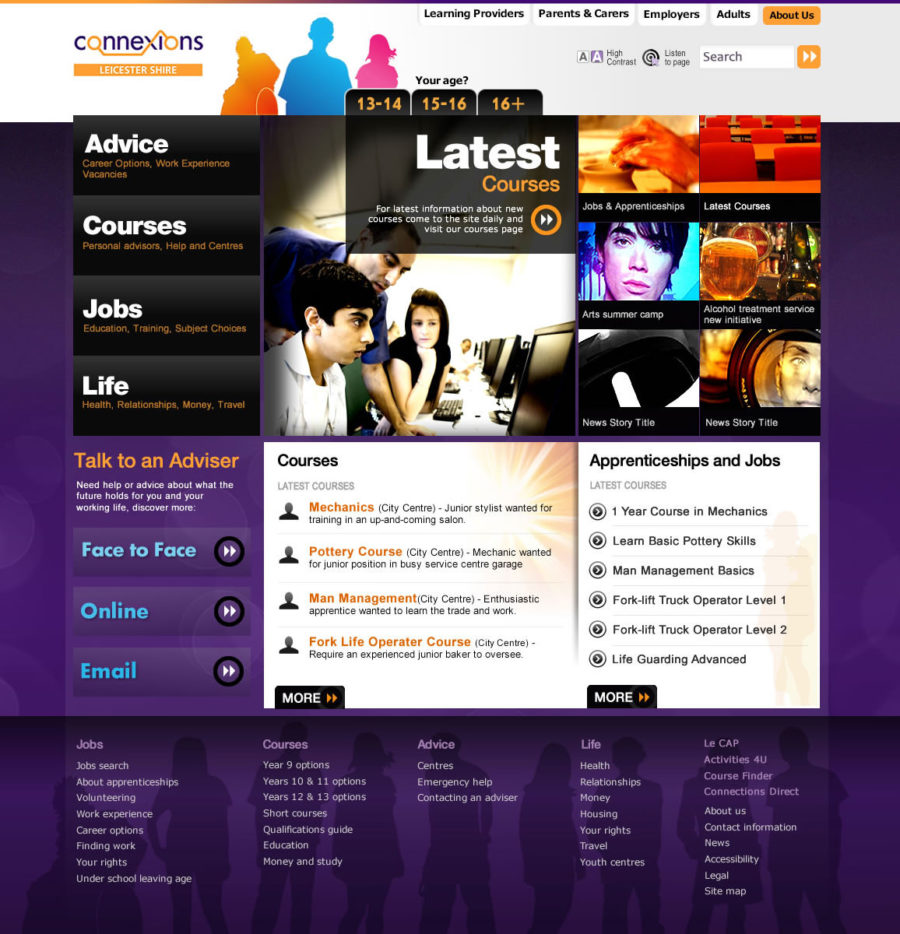 Learning Providers
Parents & Carers
Employers
Adults
About Us
connexions
LEICESTER SHIRE
A A High
Contrast
Listen
to page
Search
Your age?
13-14
15-16
16+
Advice
Career Options, Work Experience
Vacancies
Courses
Personal advisors, Help and Centres
Jobs
Education, Training, Subject Choices
Life
Health, Relationships, Money, Travel
Latest
Courses
For latest information about new
courses come to the site daily and
visit our courses page
Jobs & Apprenticeships
Latest Courses
Arts summer camp
Alcohol treatment service
new initiative
News Story Title
News Story Title
Talk to an Adviser
Need help or advice about what the
future holds for you and your
working life, discover more:
Face to Face
Online
Email
Courses
LATEST COURSES
Mechanics (City Centre) - Junior stylist wanted for
training in an up-and-coming salon.
Pottery Course (City Centre) - Mechanic wanted
for junior position in busy service centre garage
Man Management(City Centre) - Enthusiastic
apprentice wanted to learn the trade and work.
Fork Life Operater Course (City Centre) -
Require an experienced junior baker to oversee.
MORE
Apprenticeships and Jobs
LATEST COURSES
1 Year Course in Mechanics
Learn Basic Pottery Skills
Man Management Basics
Fork-lift Truck Operator Level 1
Fork-lift Truck Operator Level 2
Life Guarding Advanced
MORE
Jobs
Jobs search
About apprenticeships
Volunteering
Work experience
Career options
Finding work
Your rights
Under school leaving age
Courses
Year 9 options
Years 10 & 11 options
Years 12 & 13 options
Short courses
Qualifications guide
Education
Money and study
Advice
Centres
Emergency help
Contacting an adviser
Life
Health
Relationships
Money
Housing
Your rights
Travel
Youth centres
Le CAP
Activities 4U
Course Finder
Connections Direct
About us
Contact information
News
Accessibility
Legal
Site map